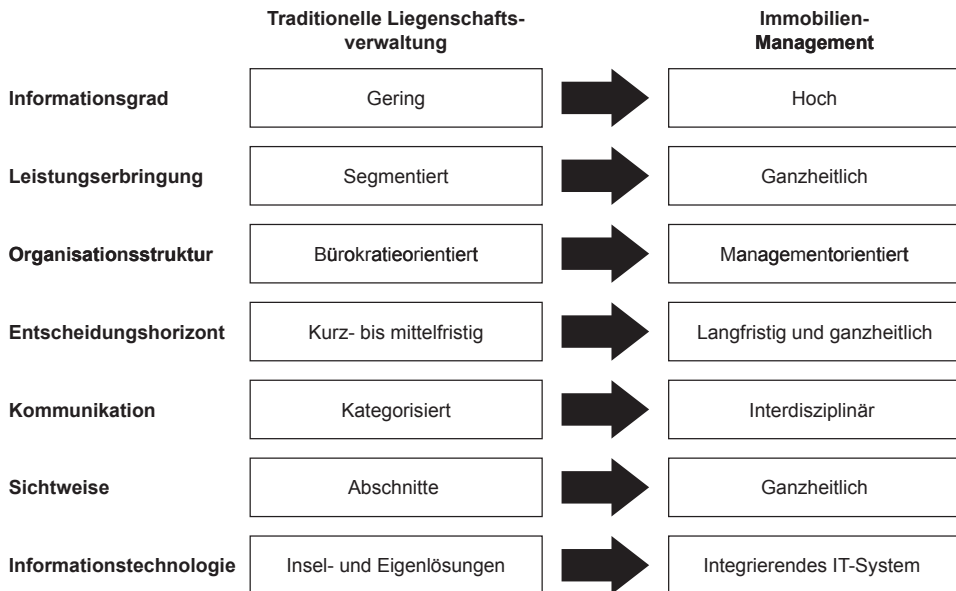 Traditionelle Liegenschafts-
verwaltung
Immobilien-
Management
Informationsgrad
Gering
Hoch
Leistungserbringung
Segmentiert
Ganzheitlich
Organisationsstruktur
Bürokratieorientiert
Managementorientiert
Entscheidungshorizont
Kurz- bis mittelfristig
Langfristig und ganzheitlich
Kommunikation
Kategorisiert
Interdisziplinär
Sichtweise
Abschnitte
Ganzheitlich
Informationstechnologie
Insel- und Eigenlösungen
Integrierendes IT-System